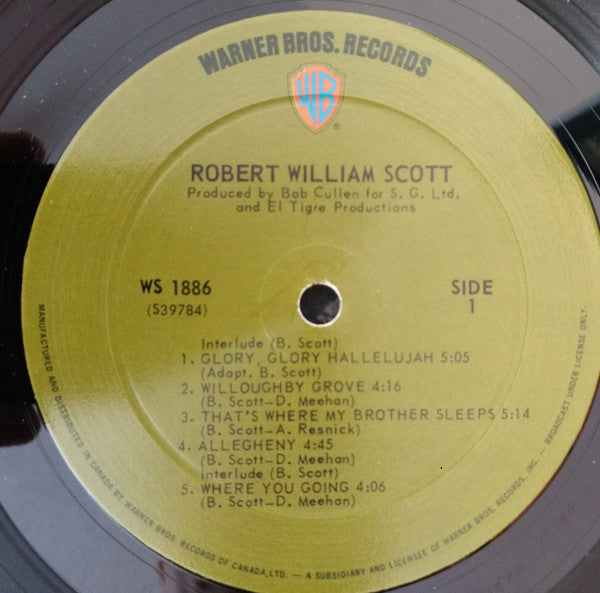 WARNER BROS. RECORDS
WB
®
ROBERT WILLIAM SCOTT
Produced by Bob Cullen for S. G. Ltd.
and El Tigre Productions
WS 1886
(S39784)
SIDE
1
Interlude (B. Scott)
1. GLORY, GLORY HALLELUJAH 5:05
(Adapt. B. Scott)
2. WILLOUGHBY GROVE 4:16
(B. Scott-D. Meehan)
3. THAT'S WHERE MY BROTHER SLEEPS 5:14
(B. Scott-A. Resnick)
4. ALLEGHENY 4:45
(B. Scott-D. Meehan)
Interlude (B. Scott)
5. WHERE YOU GOING 4:06
(B. Scott-D. Meehan)
MANUFACTURED AND DISTRIBUTED IN CANADA BY WARNER BROS. RECORDS OF CANADA, LTD. — A SUBSIDIARY AND LICENSEE OF WARNER BROS. RECORDS, INC — BROADCAST UNDER LICENSE ONLY.